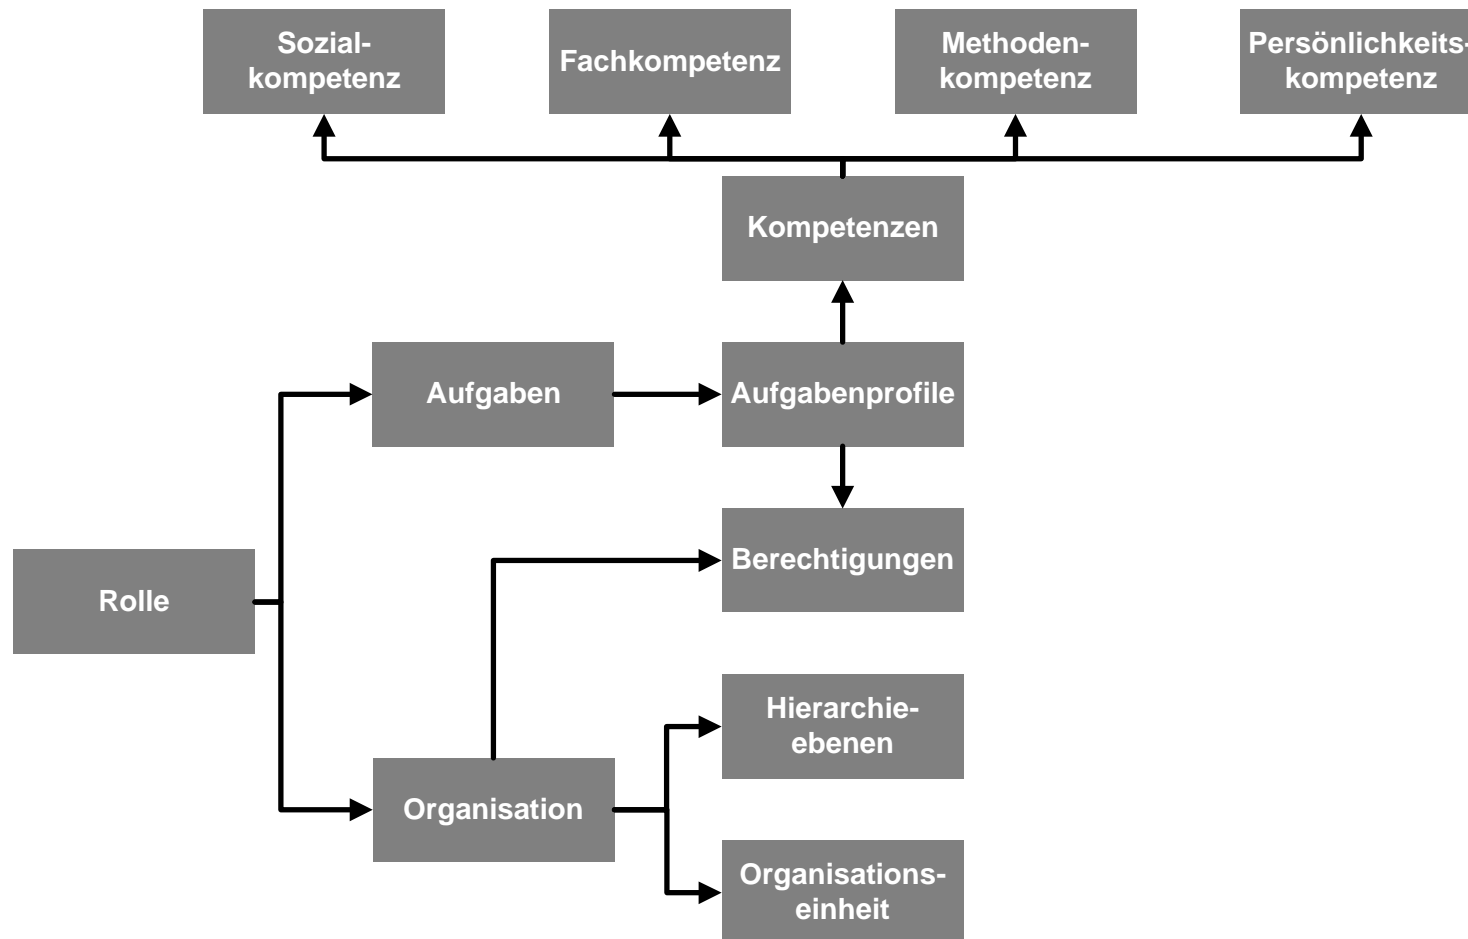 Sozial-
kompetenz
Fachkompetenz
Methoden-
kompetenz
Persönlichkeits-
kompetenz
Kompetenzen
Aufgaben
Aufgabenprofile
Berechtigungen
Rolle
Hierarchie-
ebenen
Organisation
Organisations-
einheit